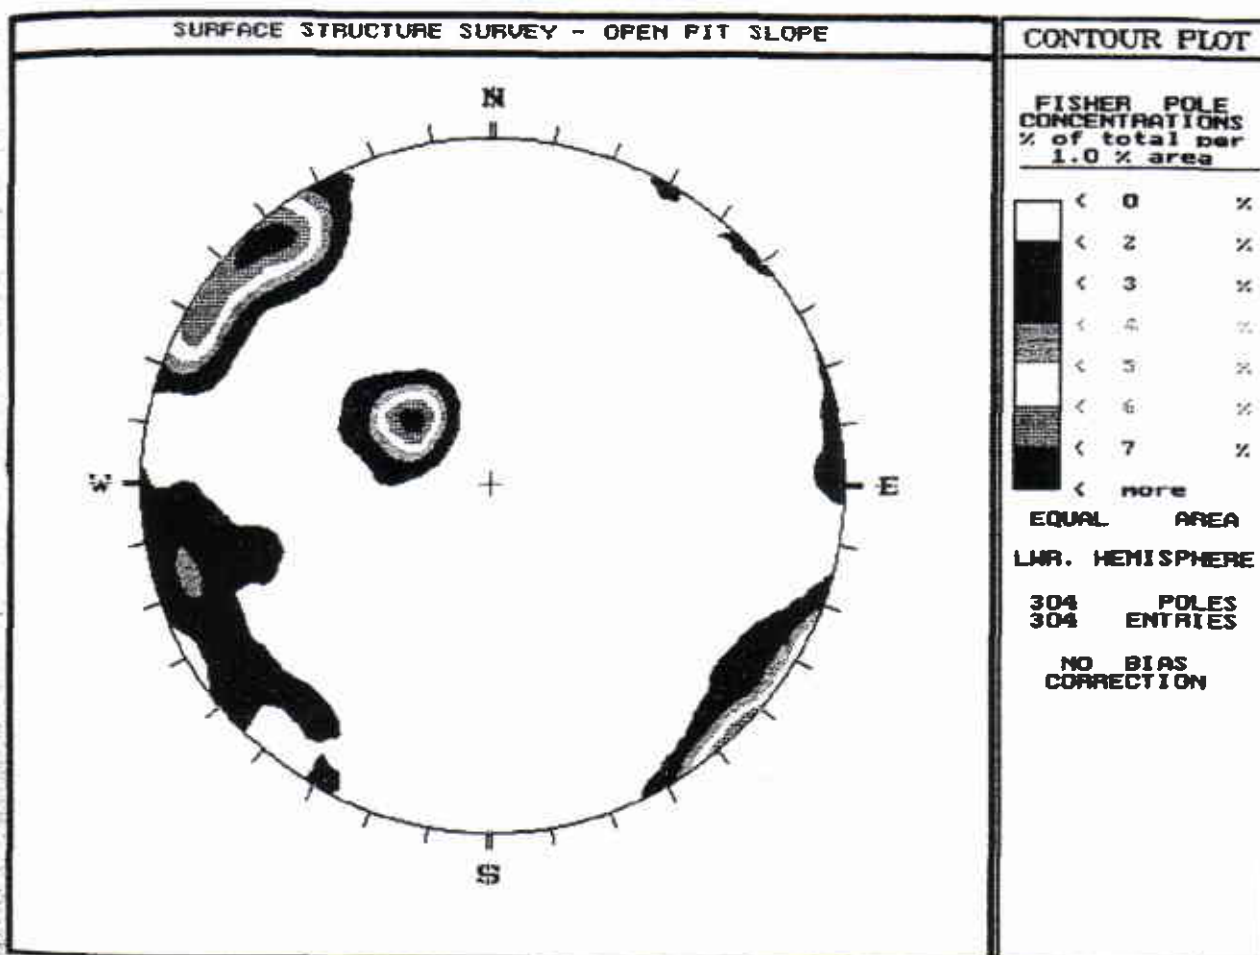 SURFACE STRUCTURE SURVEY - OPEN PIT SLOPE
CONTOUR PLOT
N
W
E
S
FISHER POLE
CONCENTRATIONS
% of total per
1.0 % area
< 0 %
< 2 %
< 3 %
< 4 %
< 5 %
< 6 %
< 7 %
< more
EQUAL AREA
LWR. HEMISPHERE
304 POLES
304 ENTRIES
NO BIAS
CORRECTION